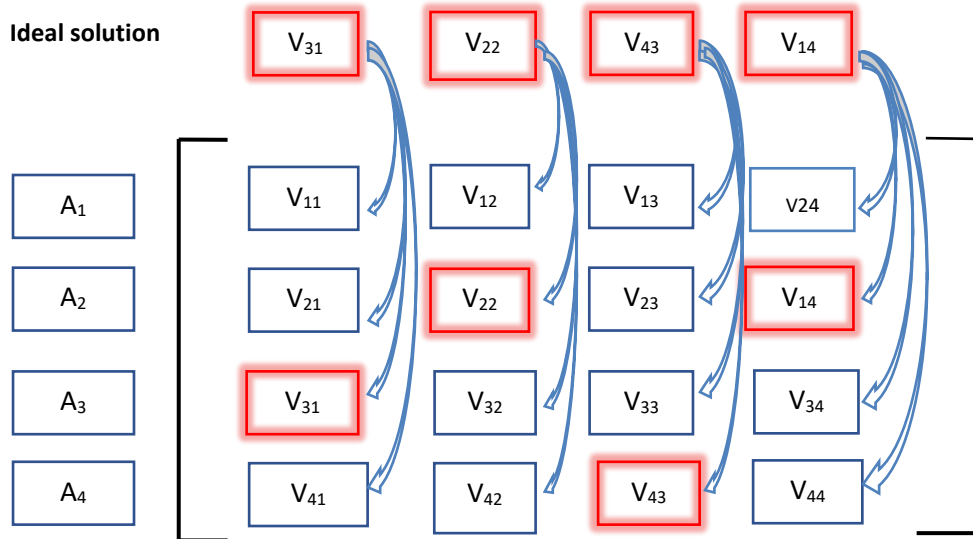 Ideal solution V₃₁ V₂₂ V₄₃ V₁₄
A₁ V₁₁ V₁₂ V₁₃ v24
A₂ V₂₁ V₂₂ V₂₃ V₁₄
A₃ V₃₁ V₃₂ V₃₃ V₃₄
A₄ V₄₁ V₄₂ V₄₃ V₄₄